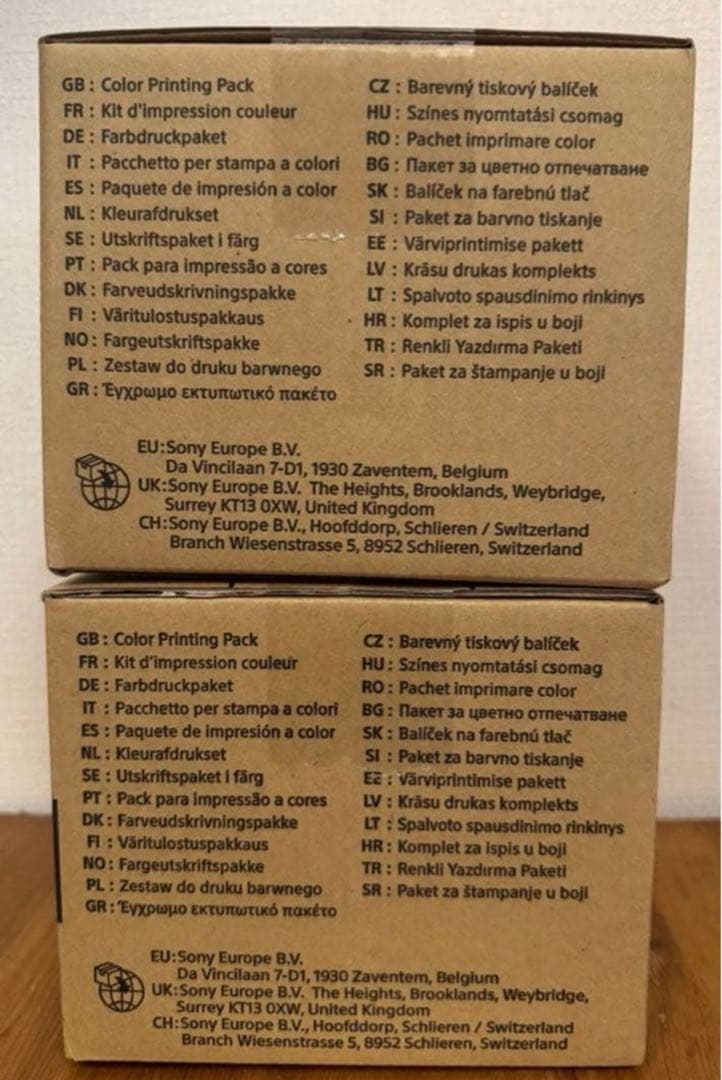 GB : Color Printing Pack
FR : Kit d'impression couleur
DE : Farbdruckpaket
IT : Pacchetto per stampa a colori
ES : Paquete de impresión a color
NL : Kleurafdrukset
SE : Utskriftspaket i färg
PT : Pack para impressão a cores
DK : Farveudskrivningspakke
FI : Väritulostuspakkaus
NO : Fargeutskriftspakke
PL : Zestaw do druku barwnego
GR : Έγχρωμο εκτυπωτικό πακέτο
CZ : Barevný tiskový balíček
HU : Színes nyomtatási csomag
RO : Pachet imprimare color
BG : Пакет за цветно отпечатване
SK : Balíček na farebnú tlač
SI : Paket za barvno tiskanje
EE : Värviprintimise pakett
LV : Krāsu drukas komplekts
LT : Spalvoto spausdinimo rinkinys
HR : Komplet za ispis u boji
TR : Renkli Yazdırma Paketi
SR : Paket za štampanje u boji
EU:Sony Europe B.V.
Da Vincilaan 7-D1, 1930 Zaventem, Belgium
UK:Sony Europe B.V. The Heights, Brooklands, Weybridge,
Surrey KT13 0XW, United Kingdom
CH:Sony Europe B.V., Hoofddorp, Schlieren / Switzerland
Branch Wiesenstrasse 5, 8952 Schlieren, Switzerland
GB : Color Printing Pack
FR : Kit d'impression couleur
DE : Farbdruckpaket
IT : Pacchetto per stampa a colori
ES : Paquete de impresión a color
NL : Kleurafdrukset
SE : Utskriftspaket i färg
PT : Pack para impressão a cores
DK : Farveudskrivningspakke
FI : Väritulostuspakkaus
NO : Fargeutskriftspakke
PL : Zestaw do druku barwnego
GR : Έγχρωμο εκτυπωτικό πακέτο
CZ : Barevný tiskový balíček
HU : Színes nyomtatási csomag
RO : Pachet imprimare color
BG : Пакет за цветно отпечатване
SK : Balíček na farebnú tlač
SI : Paket za barvno tiskanje
EE : Värviprintimise pakett
LV : Krāsu drukas komplekts
LT : Spalvoto spausdinimo rinkinys
HR : Komplet za ispis u boji
TR : Renkli Yazdırma Paketi
SR : Paket za štampanje u boji
EU:Sony Europe B.V.
Da Vincilaan 7-D1, 1930 Zaventem, Belgium
UK:Sony Europe B.V. The Heights, Brooklands, Weybridge,
Surrey KT13 0XW, United Kingdom
CH:Sony Europe B.V., Hoofddorp, Schlieren / Switzerland
Branch Wiesenstrasse 5, 8952 Schlieren, Switzerland